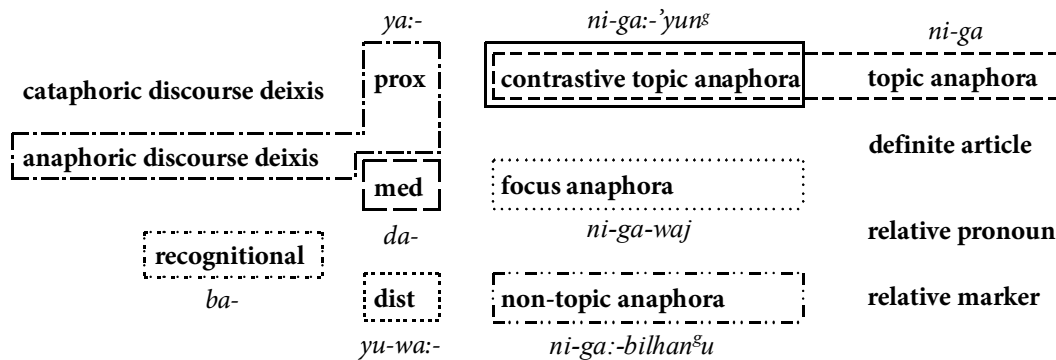 ya:- ni-ga:-’yunᵍ ni-ga
prox contrastive topic anaphora topic anaphora
cataphoric discourse deixis
anaphoric discourse deixis definite article
med focus anaphora
da- ni-ga-waj relative pronoun
recognitional
ba- dist non-topic anaphora relative marker
yu-wa:- ni-ga:-bilhanᵍu